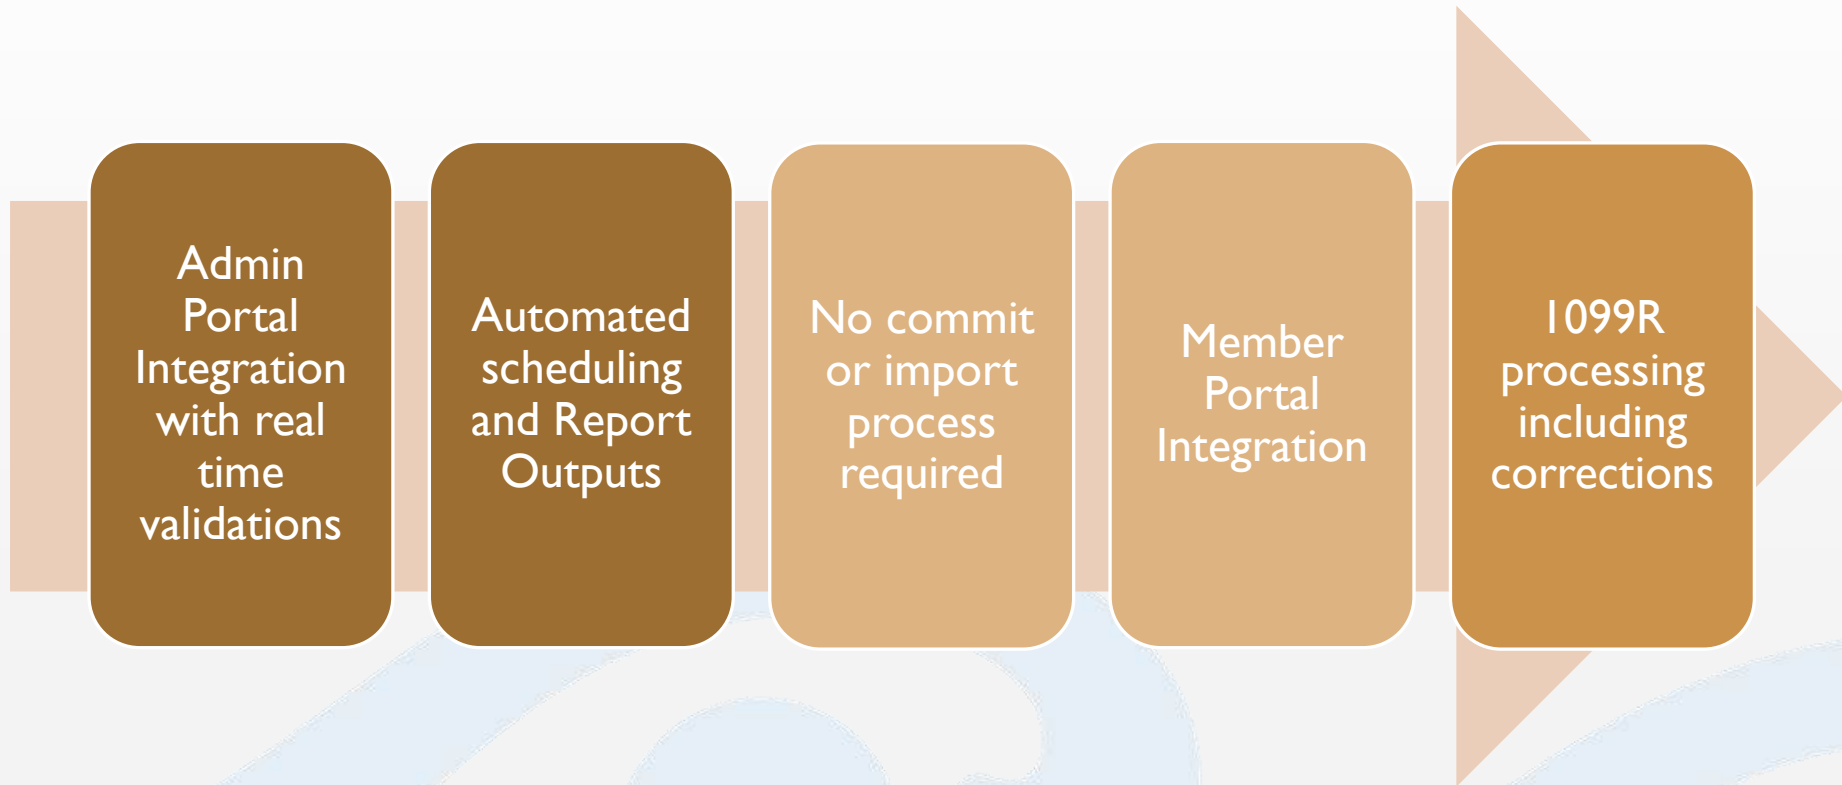 Admin
Portal
Integration
with real
time
validations
Automated
scheduling
and Report
Outputs
No commit
or import
process
required
Member
Portal
Integration
1099R
processing
including
corrections